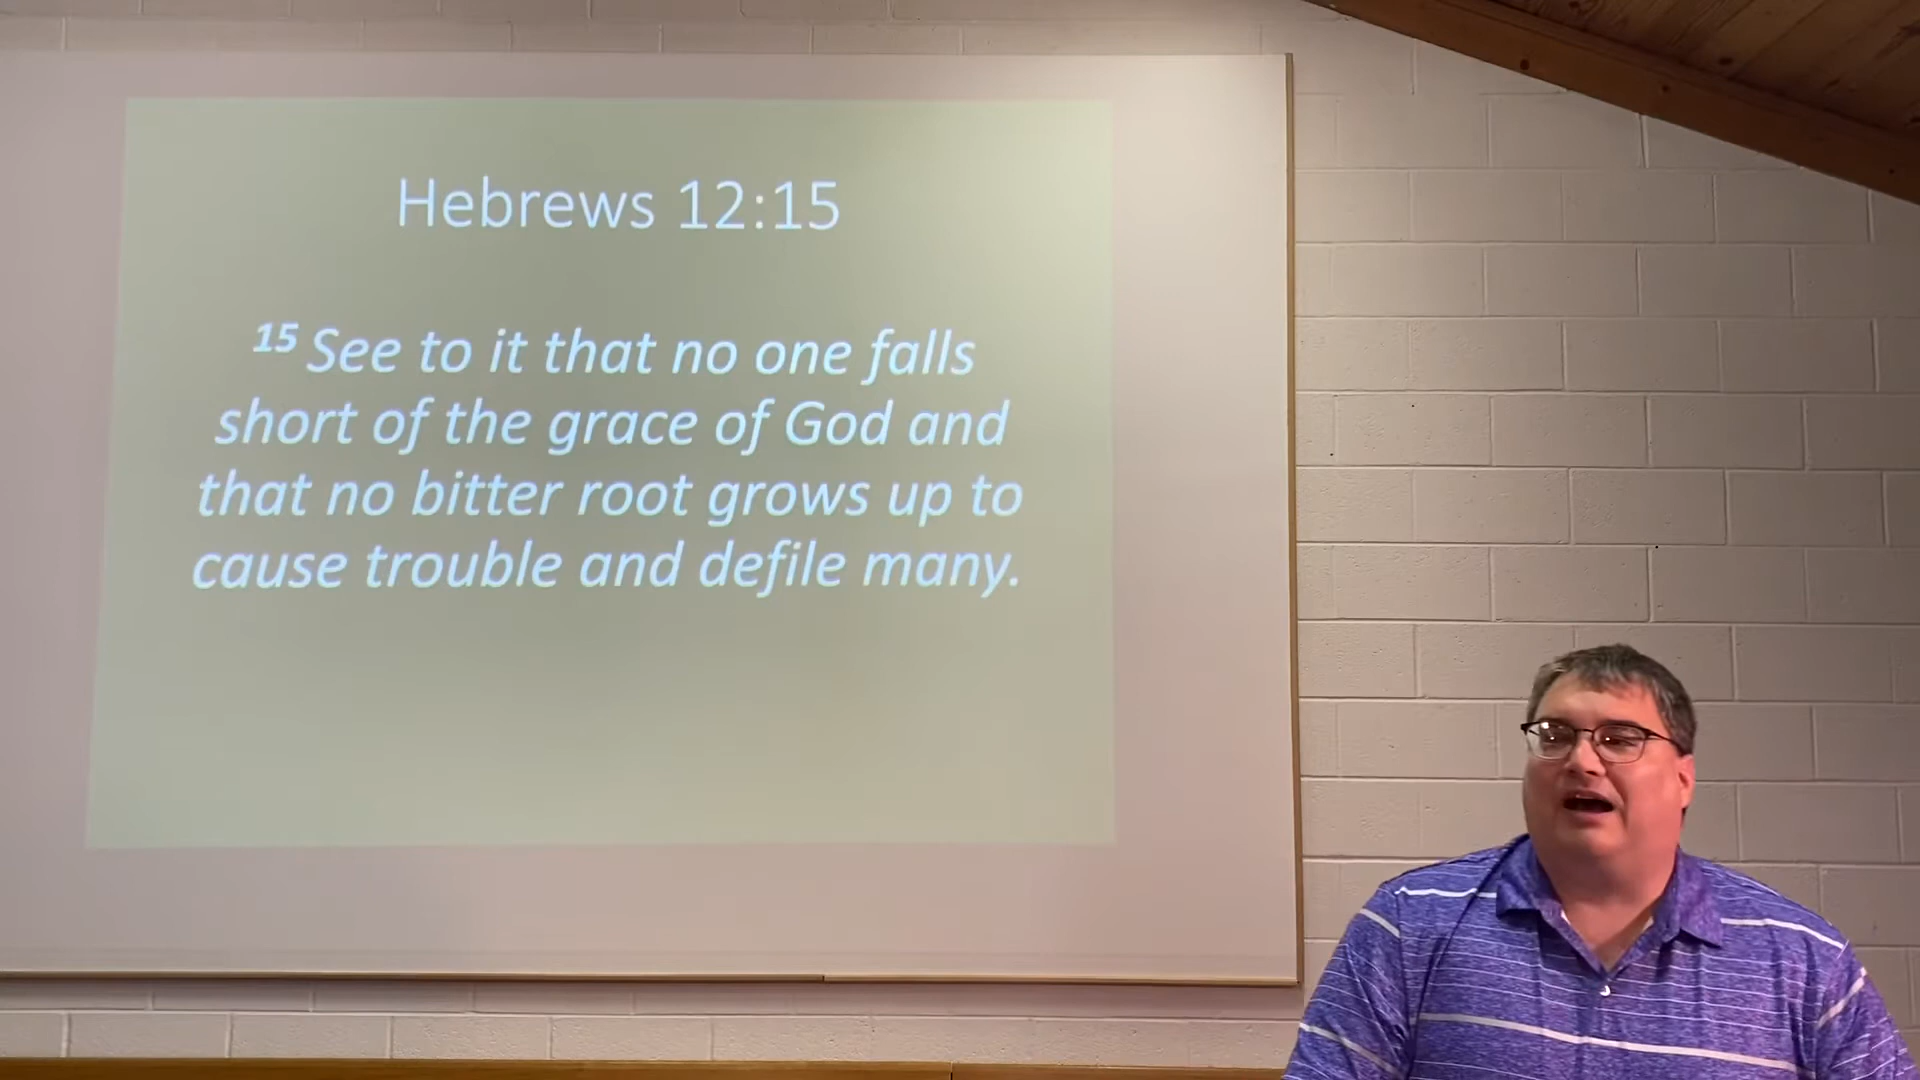 Hebrews 12:15
15 See to it that no one falls
short of the grace of God and
that no bitter root grows up to
cause trouble and defile many.